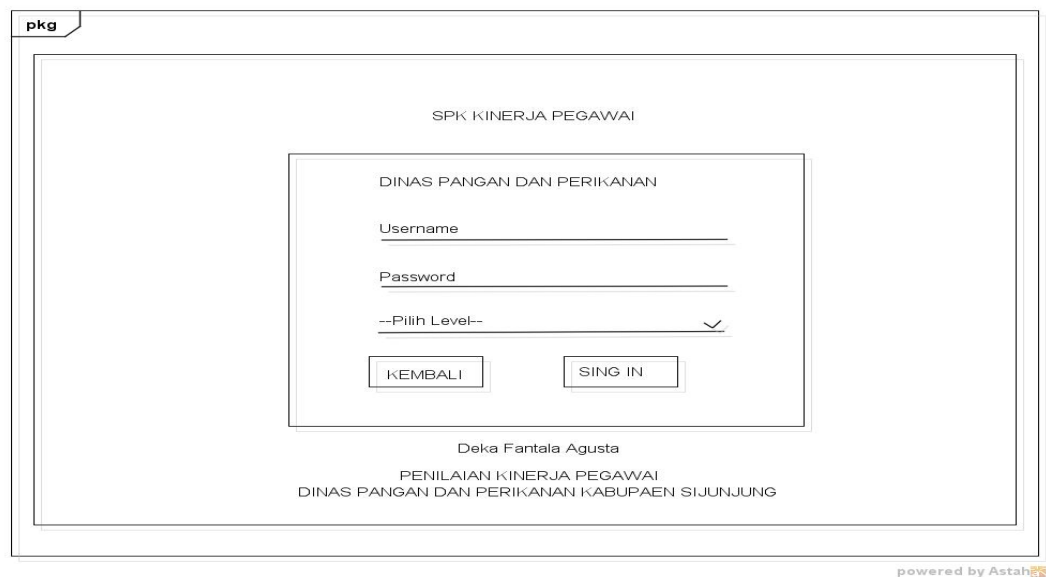 pkg
SPK KINERJA PEGAWAI
DINAS PANGAN DAN PERIKANAN
Username
Password
--Pilih Level--
KEMBALI
SING IN
Deka Fantala Agusta
PENILAIAN KINERJA PEGAWAI
DINAS PANGAN DAN PERIKANAN KABUPAEN SIJUNJUNG
powered by Astah